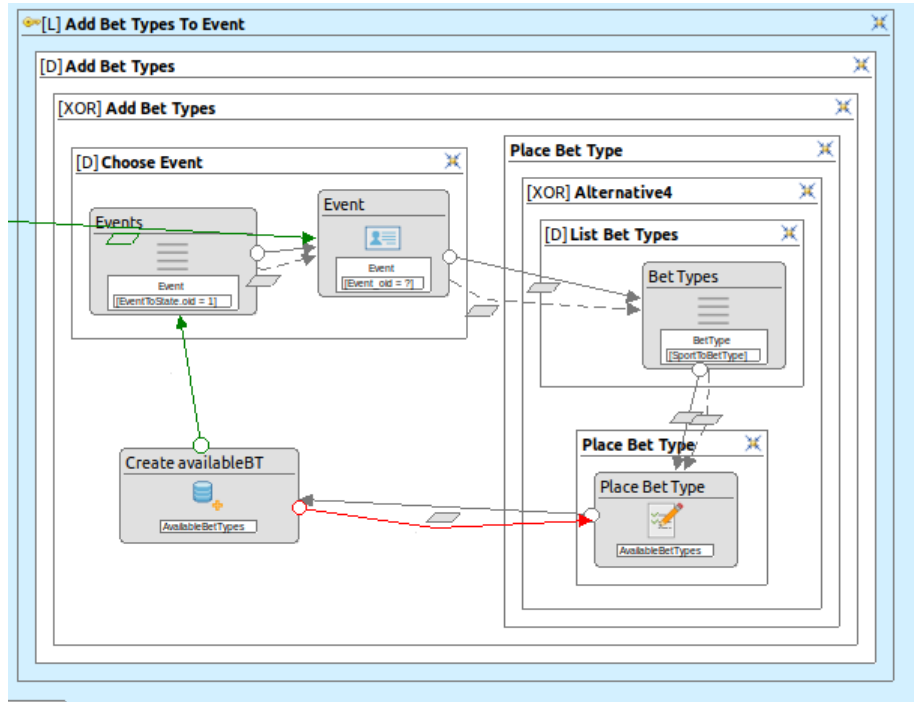 [L] Add Bet Types To Event
[D] Add Bet Types
[XOR] Add Bet Types
Place Bet Type
[D] Choose Event
[XOR] Alternative4
Event
Events
[D] List Bet Types
Event
[Event_oid = ?]
Bet Types
Event
[EventToState.oid = 1]
BetType
[SportToBetType]
Place Bet Type
Create availableBT
Place Bet Type
AvailableBetTypes
AvailableBetTypes